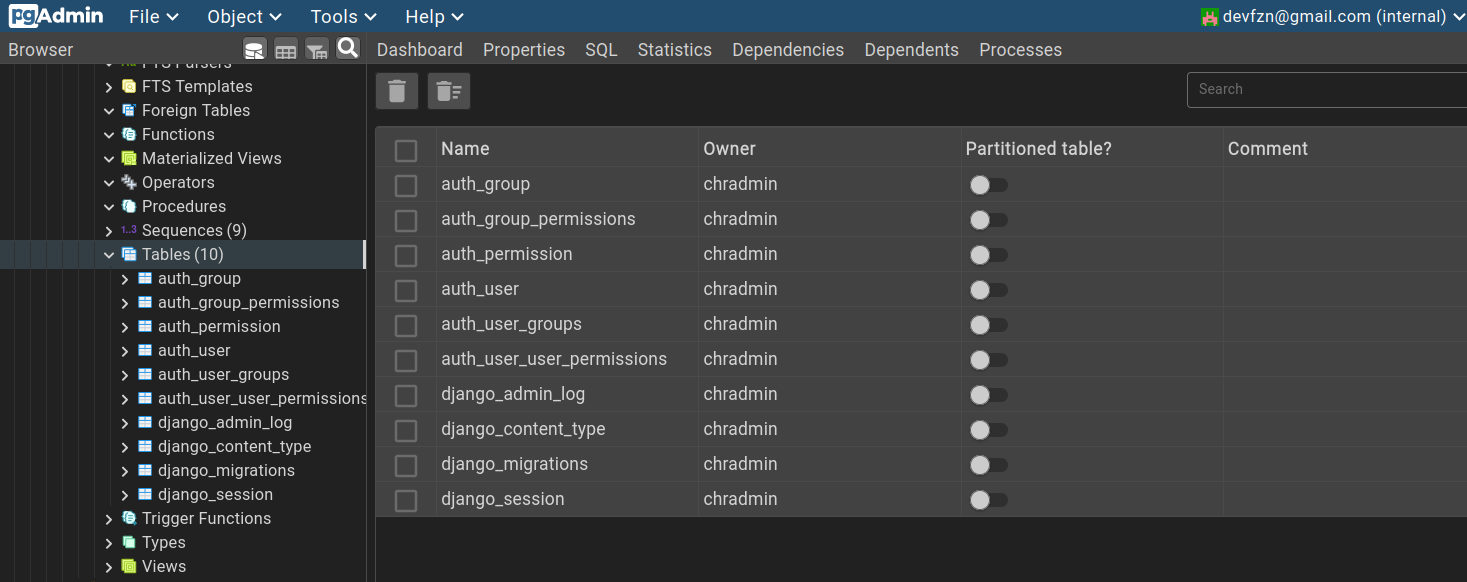 pgAdmin File Object Tools Help devfzn@gmail.com (internal)
Browser Dashboard Properties SQL Statistics Dependencies Dependents Processes
FTS Parsers
FTS Templates
Foreign Tables
Functions
Materialized Views
Operators
Procedures
1..3 Sequences (9)
Tables (10)
auth_group
auth_group_permissions
auth_permission
auth_user
auth_user_groups
auth_user_user_permissions
django_admin_log
django_content_type
django_migrations
django_session
Trigger Functions
Types
Views
Search
Name Owner Partitioned table? Comment
auth_group chradmin
auth_group_permissions chradmin
auth_permission chradmin
auth_user chradmin
auth_user_groups chradmin
auth_user_user_permissions chradmin
django_admin_log chradmin
django_content_type chradmin
django_migrations chradmin
django_session chradmin